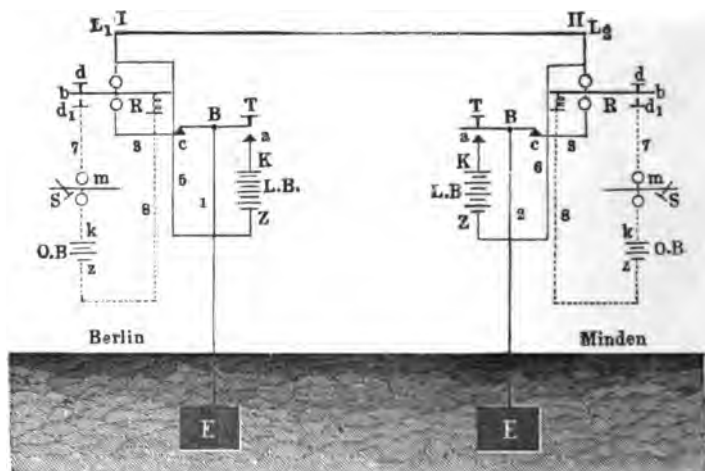 L1 I
II L2
d
d
b
b
d1
R
B
T
T
B
R
d1
7
3
c
a
a
c
3
7
K
K
6
m
5
L.B.
L.B
m
S
1
8
Z
Z
2
8
S
k
k
O.B
O.B
z
z
Berlin
Minden
E
E